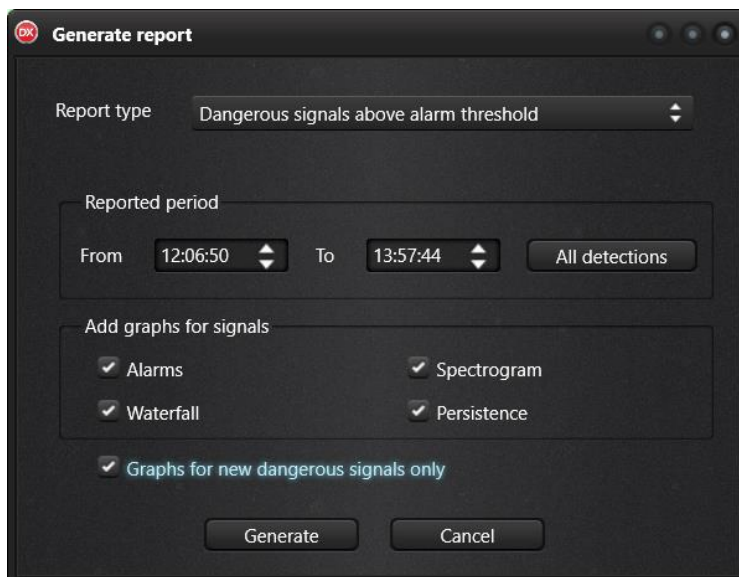 DX Generate report
Report type Dangerous signals above alarm threshold
Reported period
From 12:06:50 To 13:57:44 All detections
Add graphs for signals
Alarms Spectrogram
Waterfall Persistence
Graphs for new dangerous signals only
Generate Cancel